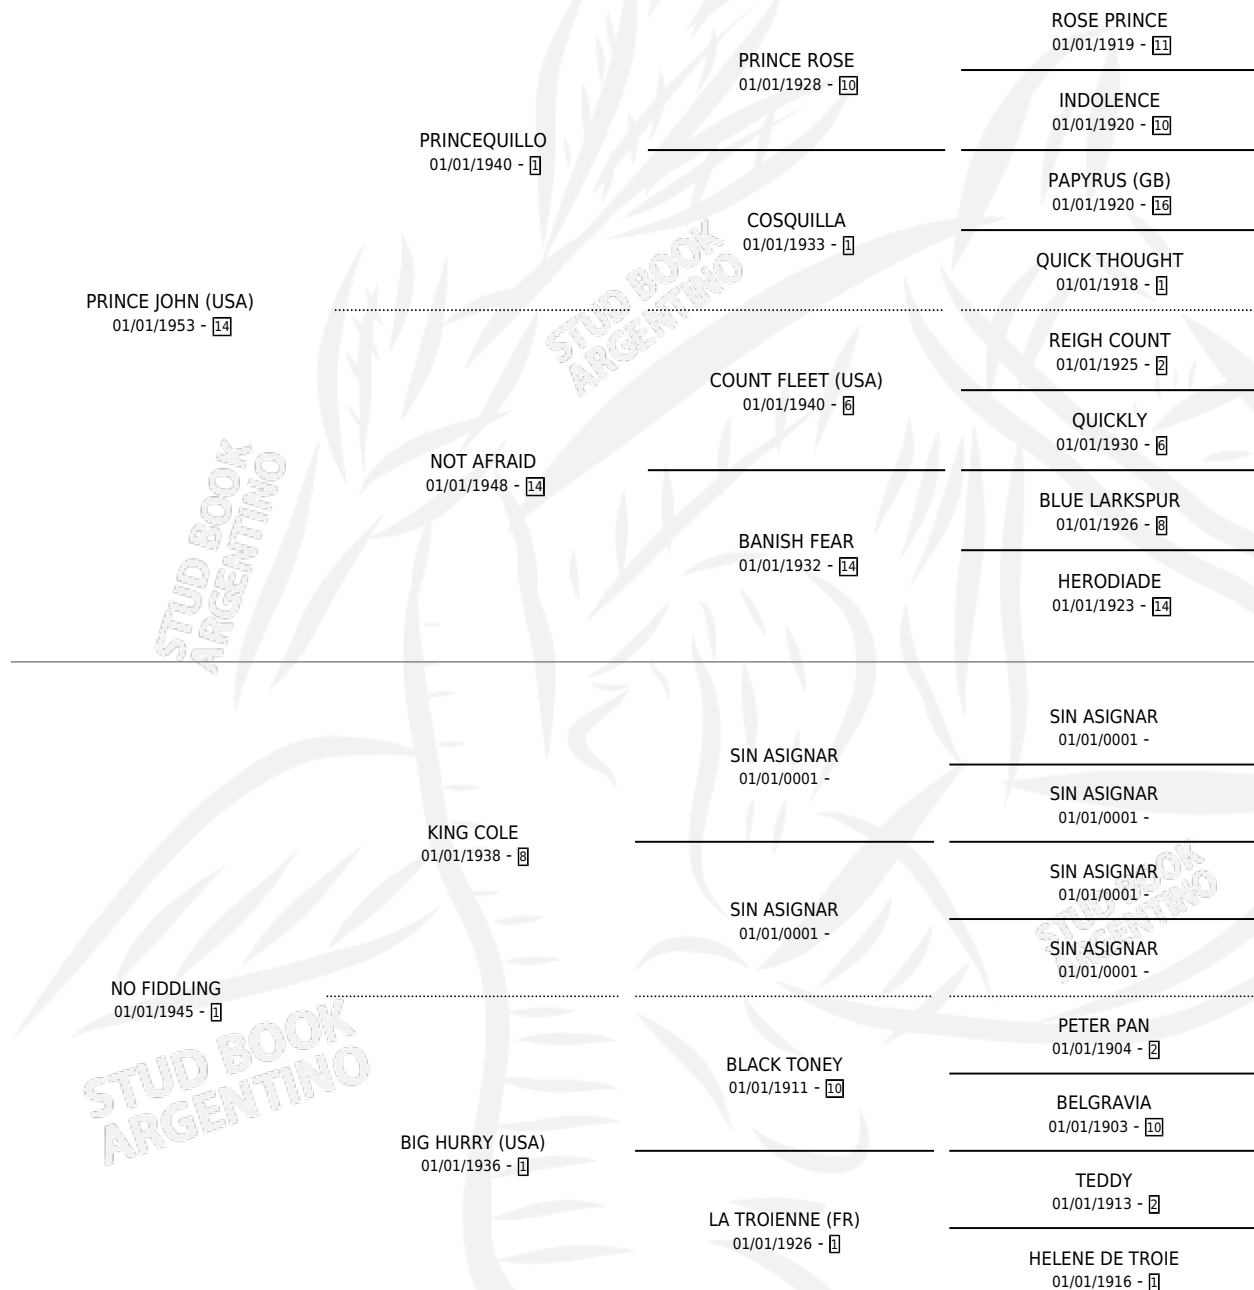 ROSE PRINCE
01/01/1919 - 11
PRINCE ROSE
01/01/1928 - 10
INDOLENCE
01/01/1920 - 10
PRINCEQUILLO
01/01/1940 - 1
PAPYRUS (GB)
01/01/1920 - 16
COSQUILLA
01/01/1933 - 1
QUICK THOUGHT
01/01/1918 - 1
PRINCE JOHN (USA)
01/01/1953 - 14
STUD BOOK
ARGENTINO
REIGH COUNT
01/01/1925 - 2
COUNT FLEET (USA)
01/01/1940 - 6
QUICKLY
01/01/1930 - 6
NOT AFRAID
01/01/1948 - 14
BLUE LARKSPUR
01/01/1926 - 8
BANISH FEAR
01/01/1932 - 14
HERODIADE
01/01/1923 - 14
STUD BOOK
ARGENTINO
SIN ASIGNAR
01/01/0001 -
SIN ASIGNAR
01/01/0001 -
SIN ASIGNAR
01/01/0001 -
KING COLE
01/01/1938 - 8
SIN ASIGNAR
01/01/0001 -
SIN ASIGNAR
01/01/0001 -
SIN ASIGNAR
01/01/0001 -
STUD BOOK
ARGENTINO
NO FIDDLING
01/01/1945 - 1
STUD BOOK
ARGENTINO
PETER PAN
01/01/1904 - 2
BLACK TONEY
01/01/1911 - 10
BELGRAVIA
01/01/1903 - 10
BIG HURRY (USA)
01/01/1936 - 1
TEDDY
01/01/1913 - 2
LA TROIENNE (FR)
01/01/1926 - 1
HELENE DE TROIE
01/01/1916 - 1